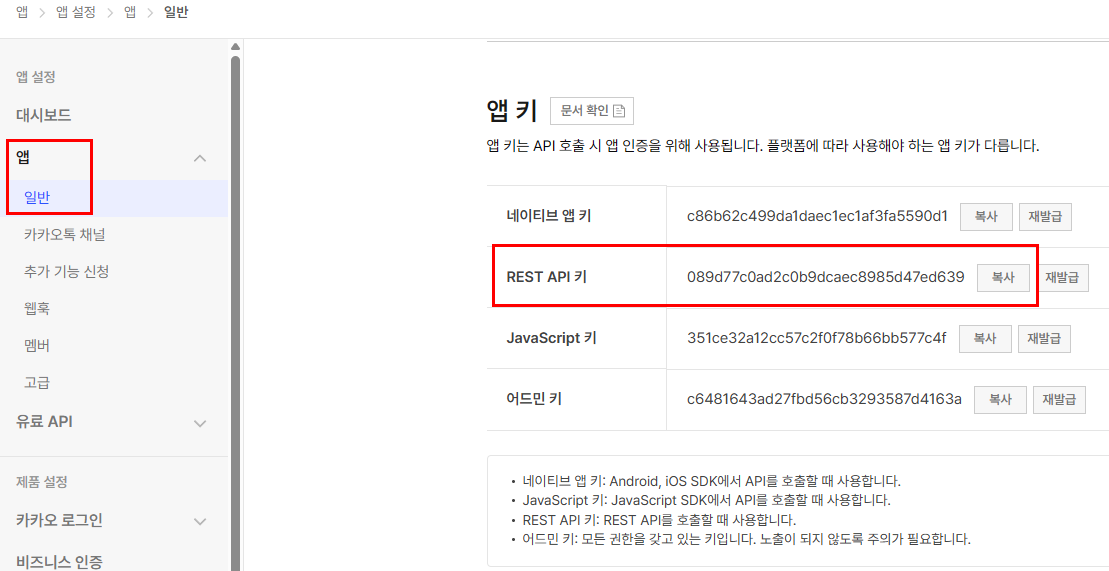 앱 > 앱 설정 > 앱 > 일반
앱 설정
대시보드
앱
일반
카카오톡 채널
추가 기능 신청
웹훅
멤버
고급
유료 API
제품 설정
카카오 로그인
비즈니스 인증
앱 키 문서 확인
앱 키는 API 호출 시 앱 인증을 위해 사용됩니다. 플랫폼에 따라 사용해야 하는 앱 키가 다릅니다.
네이티브 앱 키 c86b62c499da1daec1ec1af3fa5590d1 복사 재발급
REST API 키 089d77c0ad2c0b9dcaec8985d47ed639 복사 재발급
JavaScript 키 351ce32a12cc57c2f0f78b66bb577c4f 복사 재발급
어드민 키 c6481643ad27fbd56cb3293587d4163a 복사 재발급
• 네이티브 앱 키: Android, iOS SDK에서 API를 호출할 때 사용합니다.
• JavaScript 키: JavaScript SDK에서 API를 호출할 때 사용합니다.
• REST API 키: REST API를 호출할 때 사용합니다.
• 어드민 키: 모든 권한을 갖고 있는 키입니다. 노출이 되지 않도록 주의가 필요합니다.